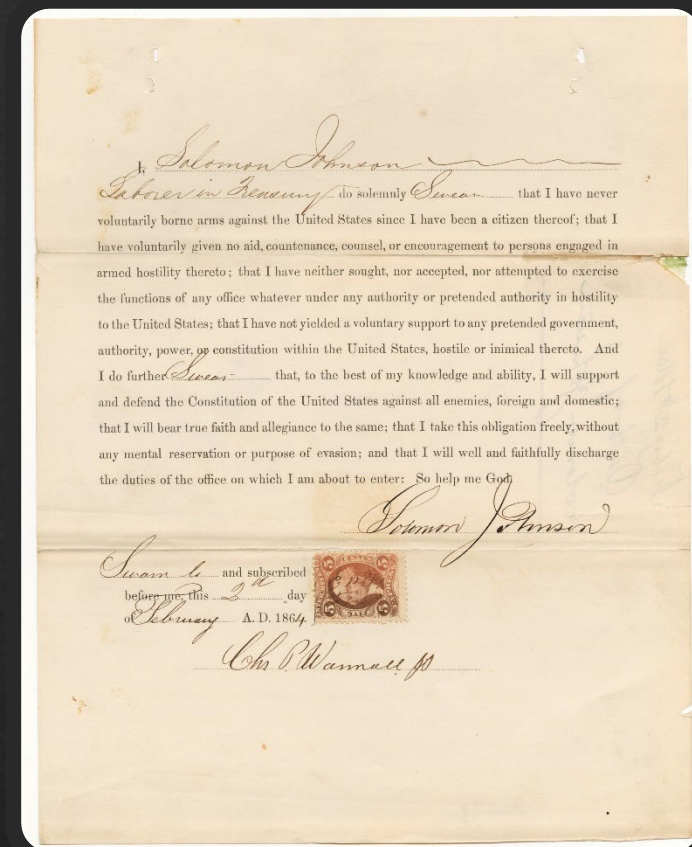 I, Solomon Johnson
Laborer in Treasury do solemnly Swear that I have never
voluntarily borne arms against the United States since I have been a citizen thereof; that I
have voluntarily given no aid, countenance, counsel, or encouragement to persons engaged in
armed hostility thereto; that I have neither sought, nor accepted, nor attempted to exercise
the functions of any office whatever under any authority or pretended authority in hostility
to the United States; that I have not yielded a voluntary support to any pretended government,
authority, power, or constitution within the United States, hostile or inimical thereto. And
I do further Swear that, to the best of my knowledge and ability, I will support
and defend the Constitution of the United States against all enemies, foreign and domestic;
that I will bear true faith and allegiance to the same; that I take this obligation freely, without
any mental reservation or purpose of evasion; and that I will well and faithfully discharge
the duties of the office on which I am about to enter: So help me God.
Solomon Johnson
Sworn to and subscribed
before me, this 2d day
of February A. D. 1864.
5 CENTS 5
5 5
Chs P. Wannall JP